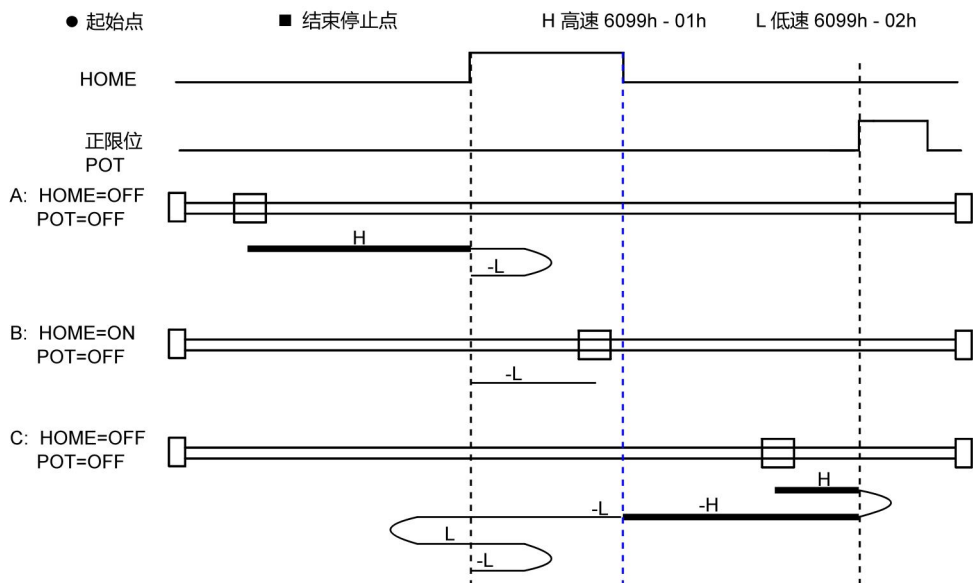 ● 起始点 ■ 结束停止点 H 高速 6099h - 01h L 低速 6099h - 02h
HOME
正限位
POT
A: HOME=OFF
POT=OFF
H
-L
B: HOME=ON
POT=OFF
-L
C: HOME=OFF
POT=OFF
H
-L -H
L
-L